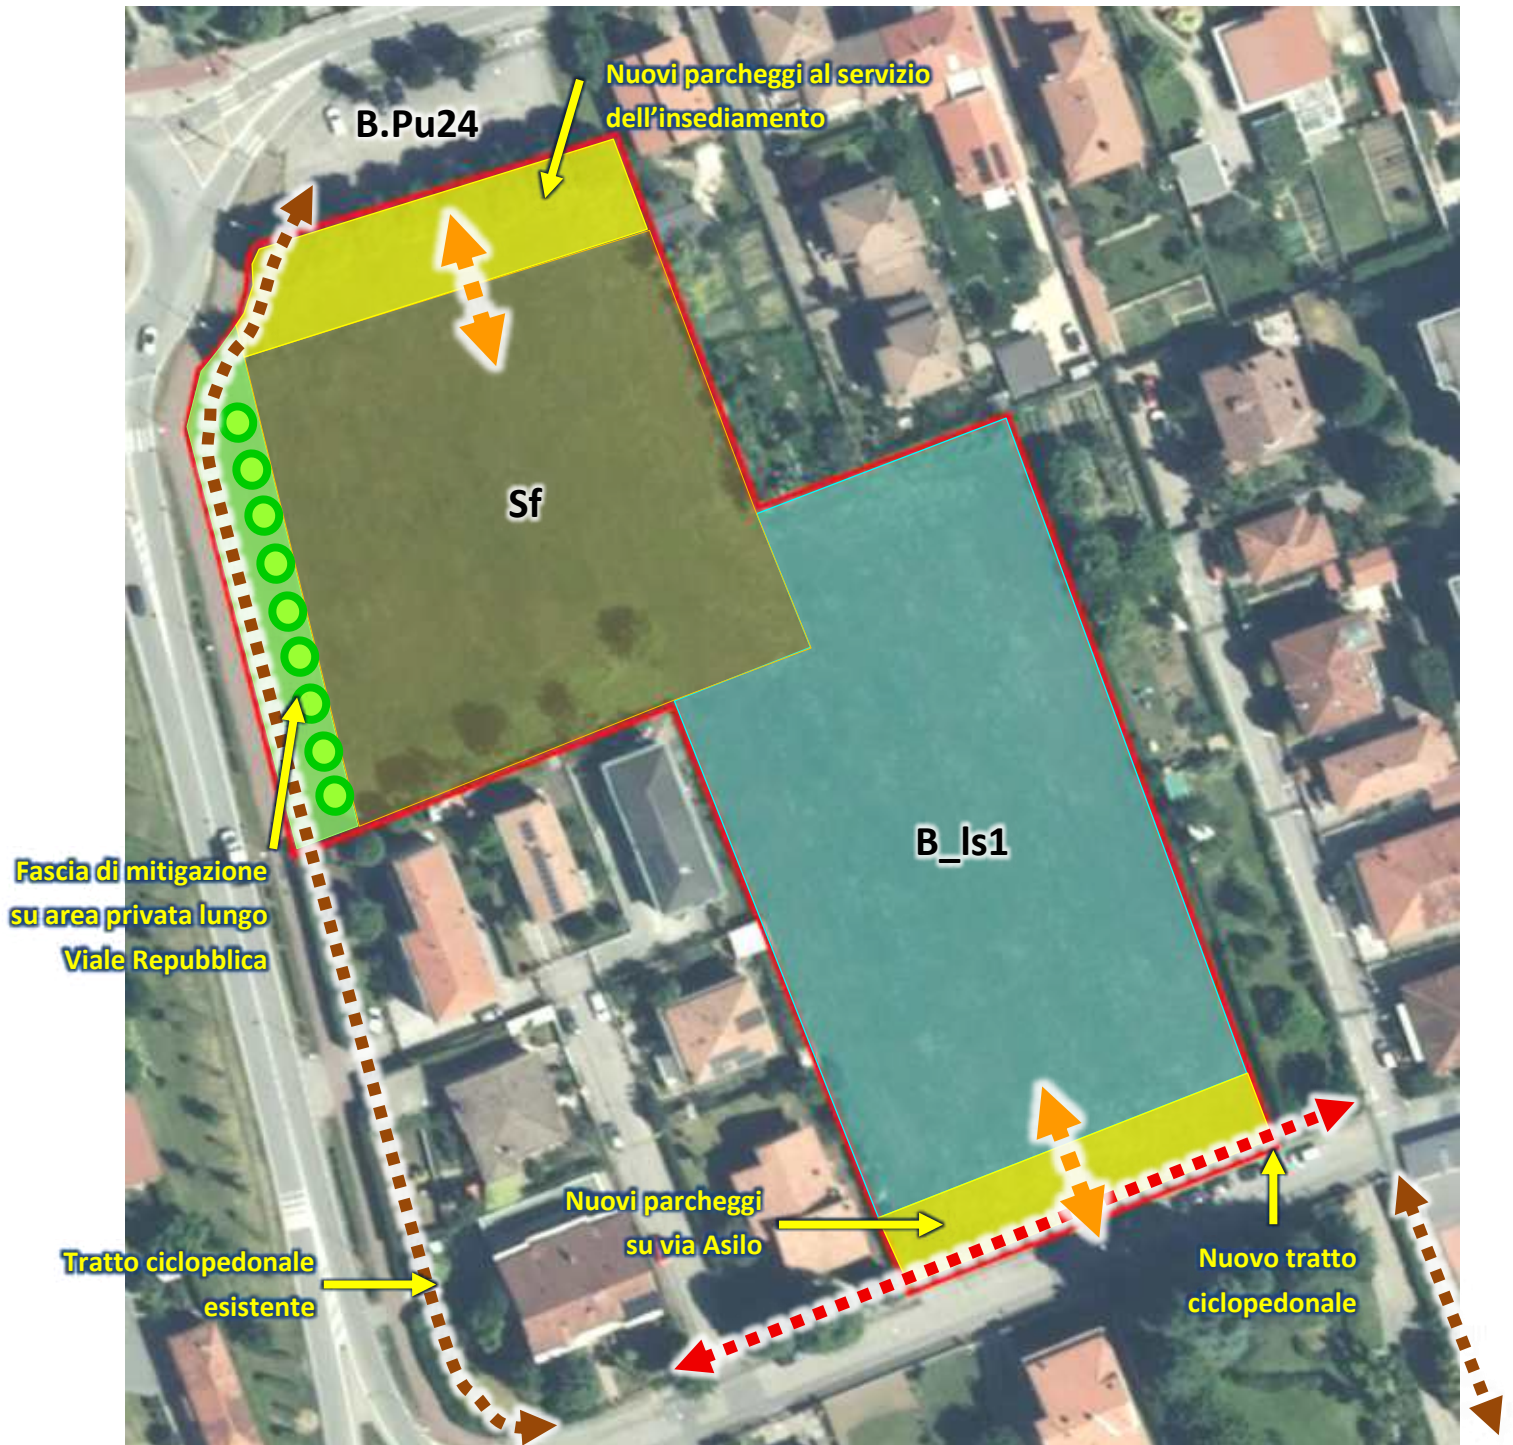 Nuovi parcheggi al servizio
dell’insediamento
B.Pu24
Sf
B_ls1
Fascia di mitigazione
su area privata lungo
Viale Repubblica
Nuovi parcheggi
su via Asilo
Tratto ciclopedonale
esistente
Nuovo tratto
ciclopedonale